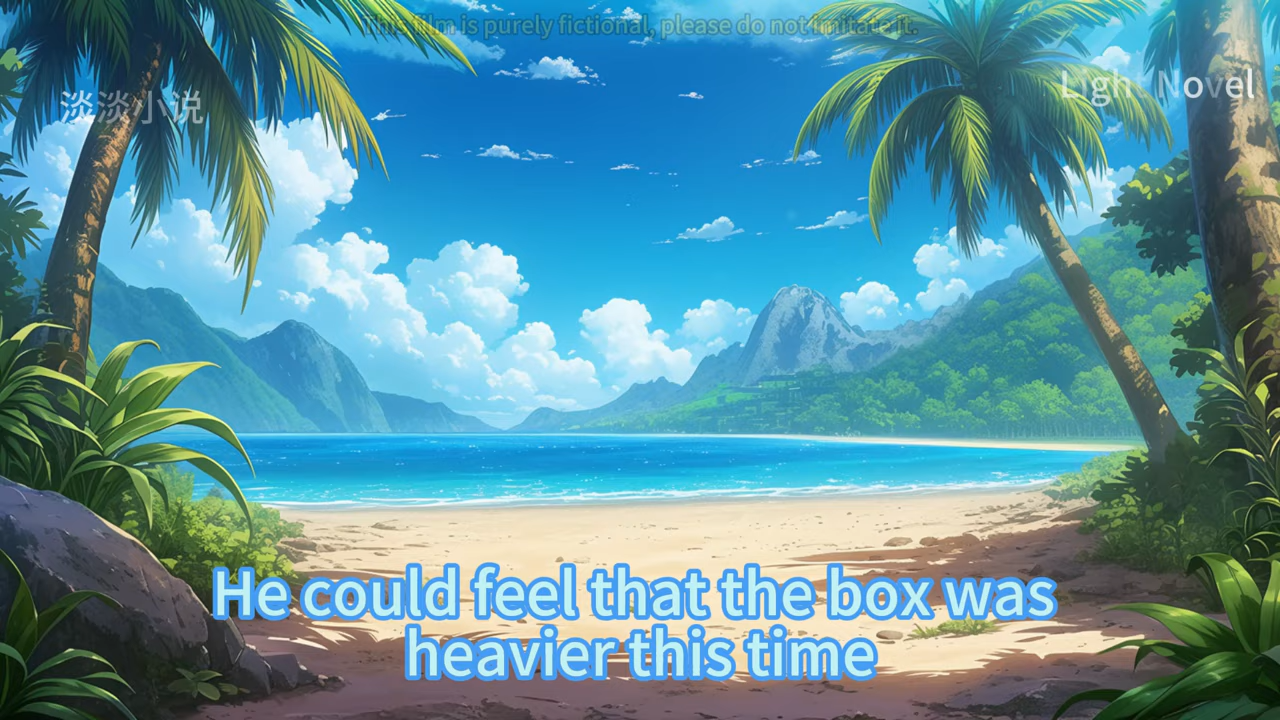 This film is purely fictional, please do not imitate it.
淡淡小说
Light Novel
He could feel that the box was
heavier this time